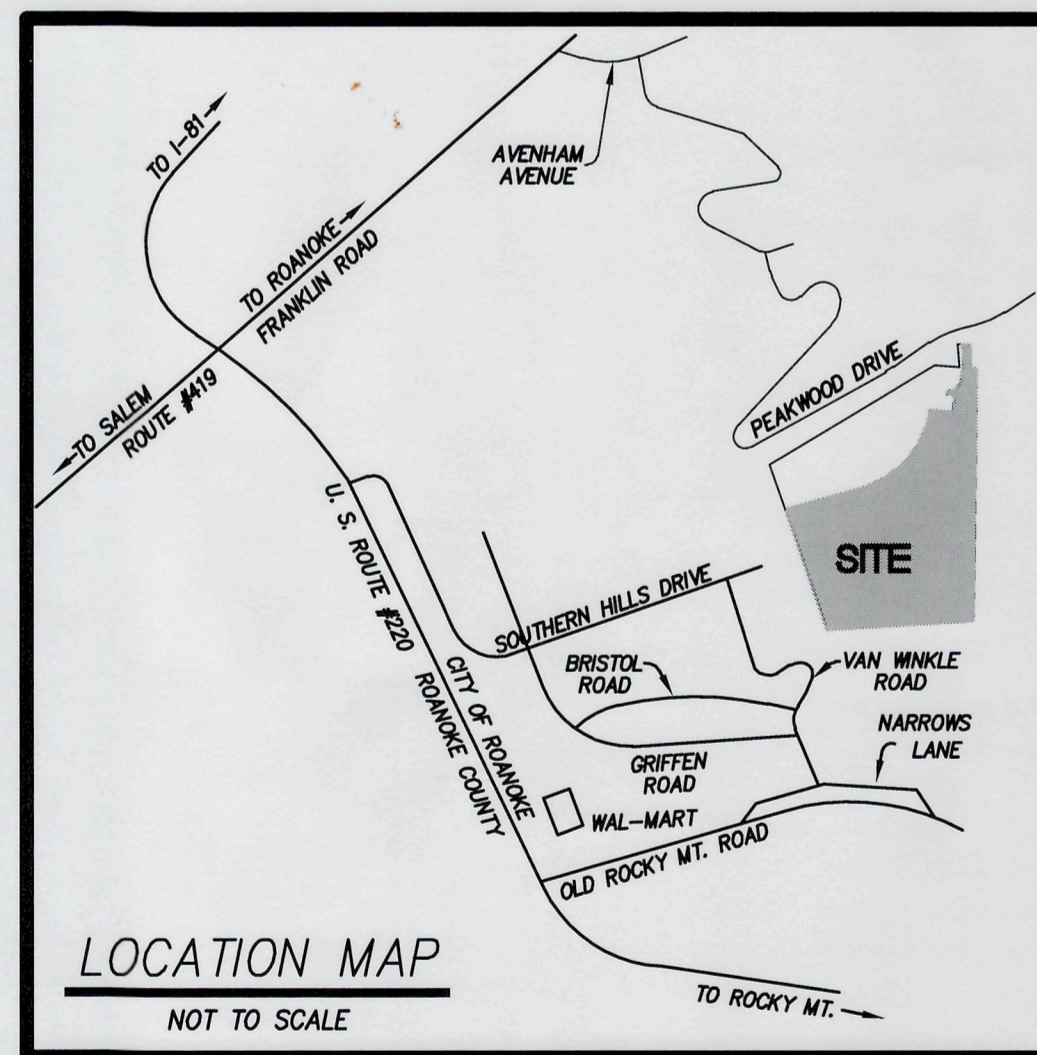 TO I-81
AVENHAM
AVENUE
TO ROANOKE
FRANKLIN ROAD
TO SALEM
ROUTE #419
PEAKWOOD DRIVE
SITE
U. S. ROUTE #220
ROANOKE COUNTY
CITY OF ROANOKE
SOUTHERN HILLS DRIVE
BRISTOL
ROAD
VAN WINKLE
ROAD
NARROWS
LANE
GRIFFEN
ROAD
WAL-MART
OLD ROCKY MT. ROAD
LOCATION MAP
NOT TO SCALE
TO ROCKY MT.